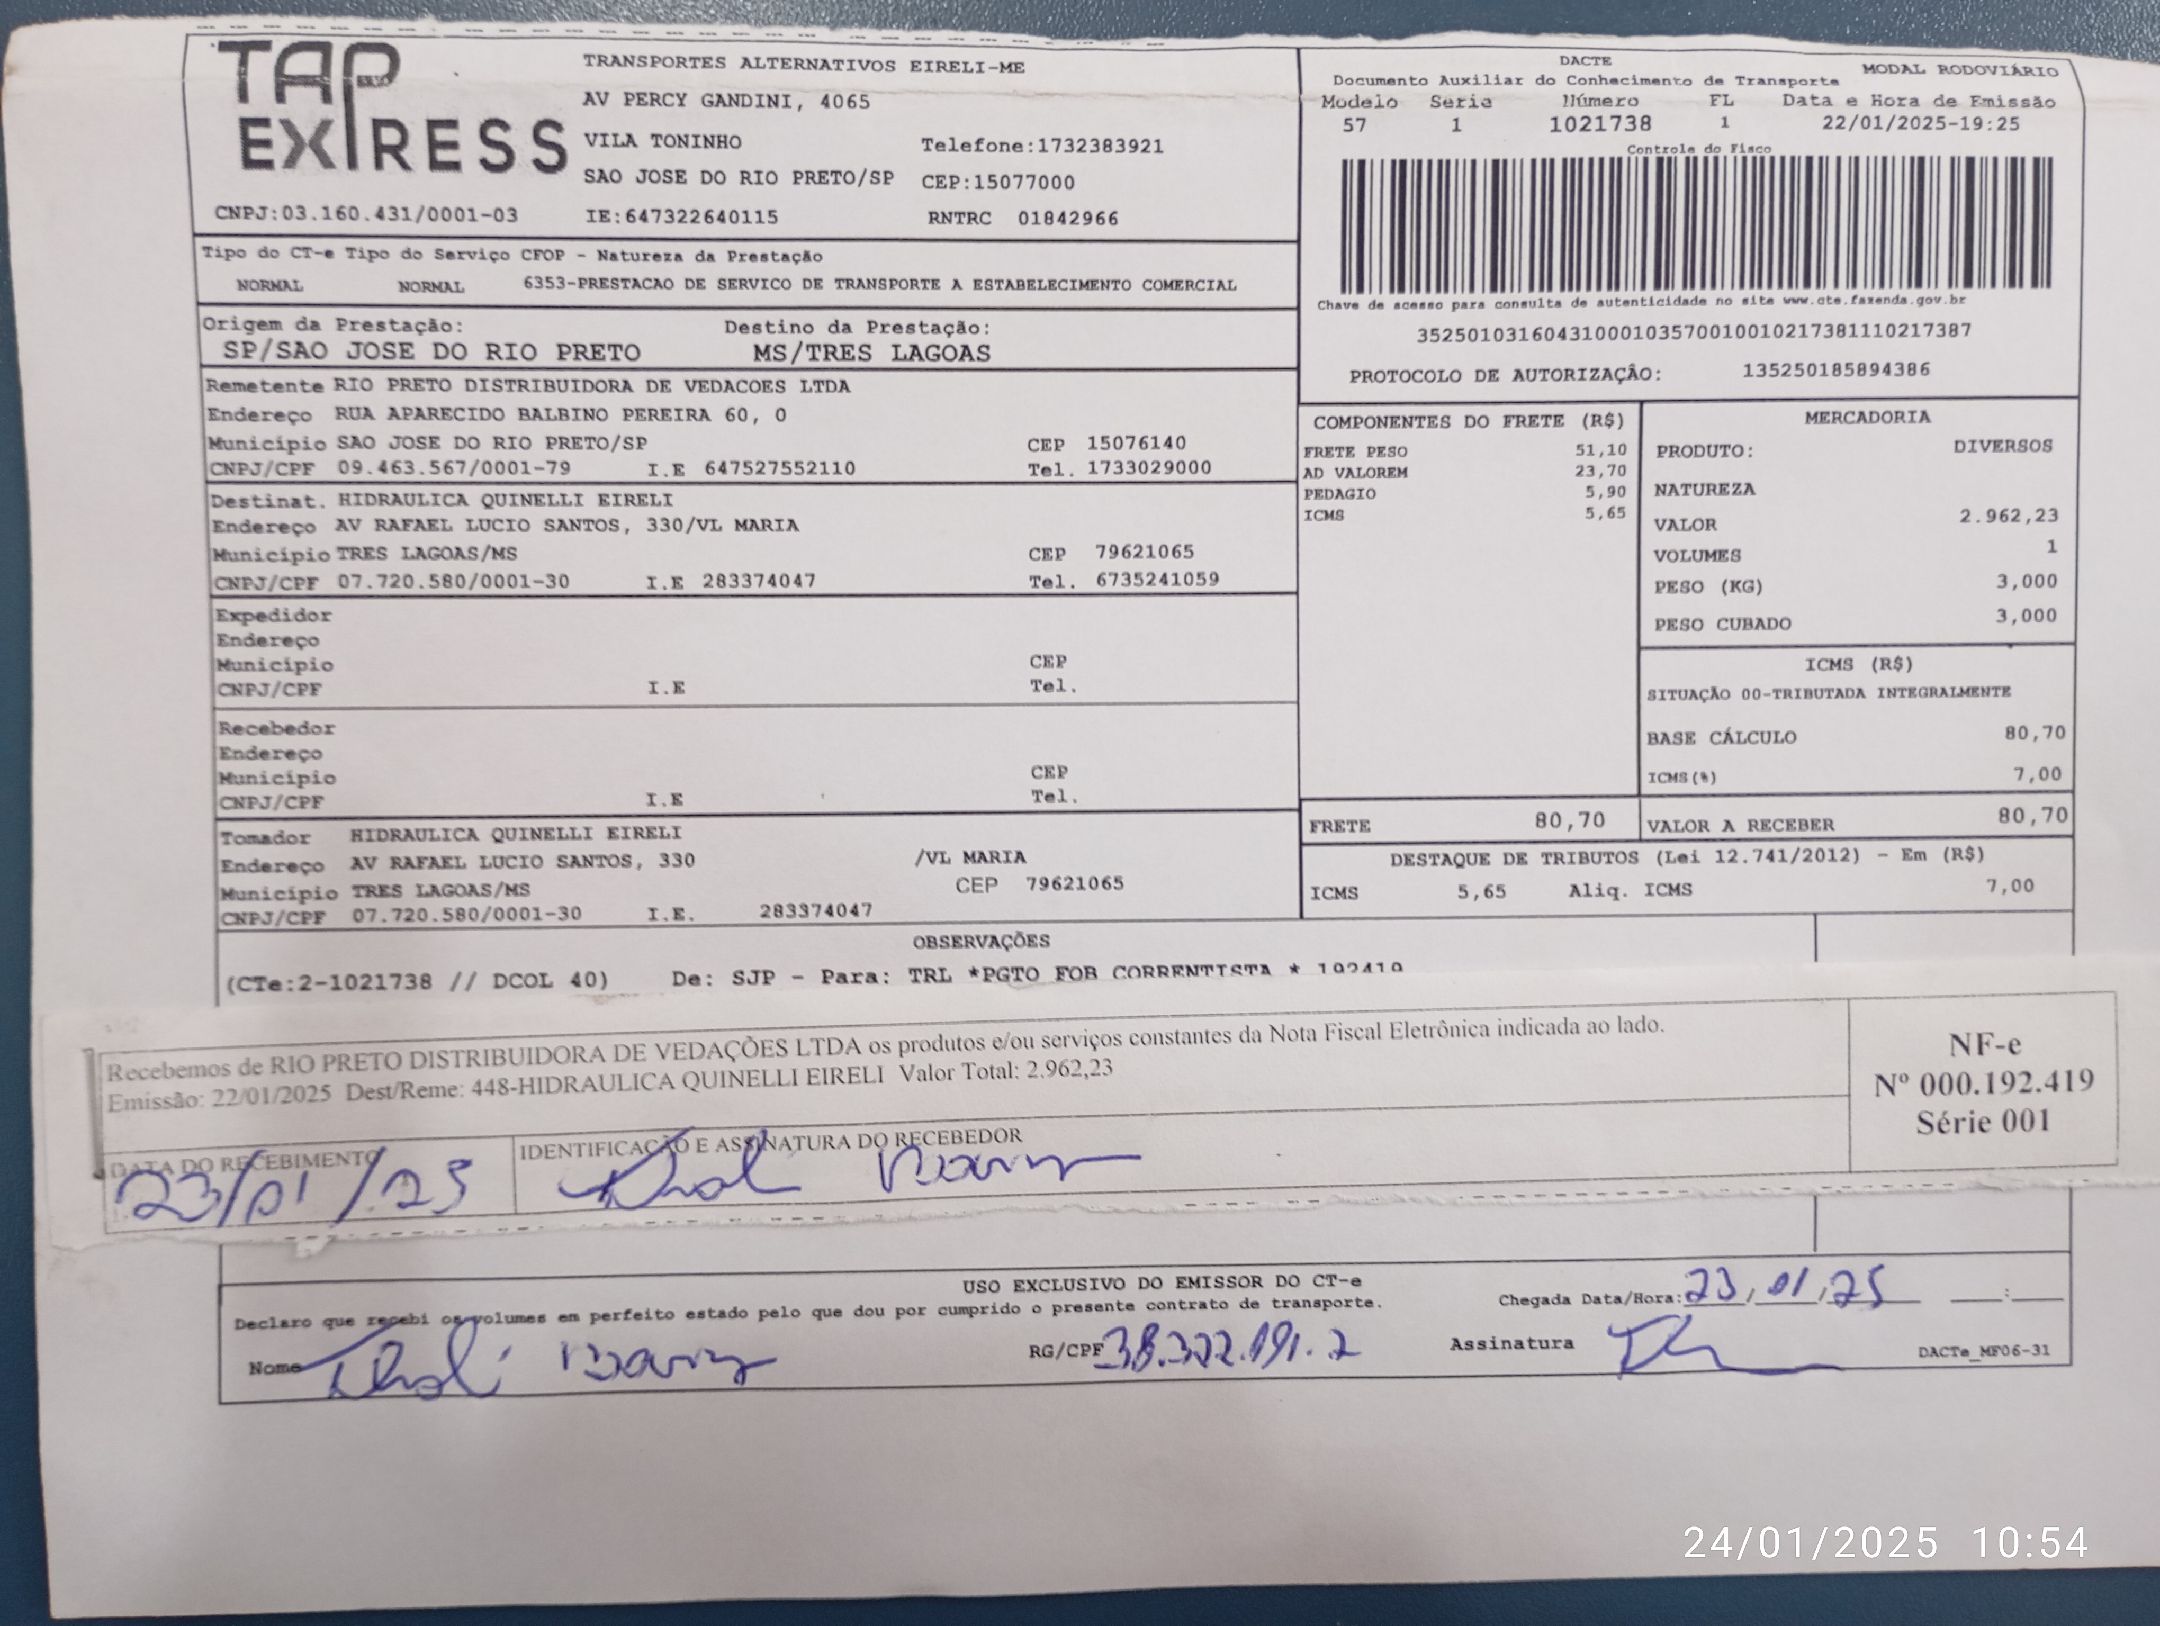 TAP EXPRESS
TRANSPORTES ALTERNATIVOS EIRELI-ME
AV PERCY GANDINI, 4065
VILA TONINHO Telefone:1732383921
SAO JOSE DO RIO PRETO/SP CEP:15077000
CNPJ:03.160.431/0001-03 IE:647322640115 RNTRC 01842966
DACTE MODAL RODOVIÁRIO
Documento Auxiliar do Conhecimento de Transporte
Modelo Serie Número FL Data e Hora de Emissão
57 1 1021738 1 22/01/2025-19:25
Controle do Fisco
Chave de acesso para consulta de autenticidade no site www.cte.fazenda.gov.br
35250103160431000103570010010217381110217387
PROTOCOLO DE AUTORIZAÇÂO: 135250185894386
Tipo do CT-e Tipo do Serviço CFOP - Natureza da Prestação
NORMAL NORMAL 6353-PRESTACAO DE SERVICO DE TRANSPORTE A ESTABELECIMENTO COMERCIAL
Origem da Prestação: Destino da Prestação:
SP/SAO JOSE DO RIO PRETO MS/TRES LAGOAS
Remetente RIO PRETO DISTRIBUIDORA DE VEDACOES LTDA
Endereço RUA APARECIDO BALBINO PEREIRA 60, 0
Município SAO JOSE DO RIO PRETO/SP CEP 15076140
CNPJ/CPF 09.463.567/0001-79 I.E 647527552110 Tel. 1733029000
Destinat. HIDRAULICA QUINELLI EIRELI
Endereço AV RAFAEL LUCIO SANTOS, 330/VL MARIA
Município TRES LAGOAS/MS CEP 79621065
CNPJ/CPF 07.720.580/0001-30 I.E 283374047 Tel. 6735241059
Expedidor
Endereço
Município CEP
CNPJ/CPF I.E Tel.
Recebedor
Endereço
Município CEP
CNPJ/CPF I.E Tel.
Tomador HIDRAULICA QUINELLI EIRELI
Endereço AV RAFAEL LUCIO SANTOS, 330 /VL MARIA
Município TRES LAGOAS/MS CEP 79621065
CNPJ/CPF 07.720.580/0001-30 I.E. 283374047
COMPONENTES DO FRETE (R$)
FRETE PESO 51,10
AD VALOREM 23,70
PEDAGIO 5,90
ICMS 5,65
MERCADORIA
PRODUTO: DIVERSOS
NATUREZA
VALOR 2.962,23
VOLUMES 1
PESO (KG) 3,000
PESO CUBADO 3,000
ICMS (R$)
SITUAÇÃO 00-TRIBUTADA INTEGRALMENTE
BASE CÁLCULO 80,70
ICMS(%) 7,00
FRETE 80,70 VALOR A RECEBER 80,70
DESTAQUE DE TRIBUTOS (Lei 12.741/2012) - Em (R$)
ICMS 5,65 Aliq. ICMS 7,00
OBSERVAÇÕES
(CTe:2-1021738 // DCOL 40) De: SJP - Para: TRL *PGTO FOB CORRENTISTA * 192419
Recebemos de RIO PRETO DISTRIBUIDORA DE VEDAÇÕES LTDA os produtos e/ou serviços constantes da Nota Fiscal Eletrônica indicada ao lado.
Emissão: 22/01/2025 Dest/Reme: 448-HIDRAULICA QUINELLI EIRELI Valor Total: 2.962,23
NF-e
Nº 000.192.419
Série 001
DATA DO RECEBIMENTO IDENTIFICAÇÃO E ASSINATURA DO RECEBEDOR
23/01/25
USO EXCLUSIVO DO EMISSOR DO CT-e
Declaro que recebi os volumes em perfeito estado pelo que dou por cumprido o presente contrato de transporte. Chegada Data/Hora: 23/01/25 :
Nome RG/CPF 38.322.191.2 Assinatura DACTe_MF06-31
24/01/2025 10:54